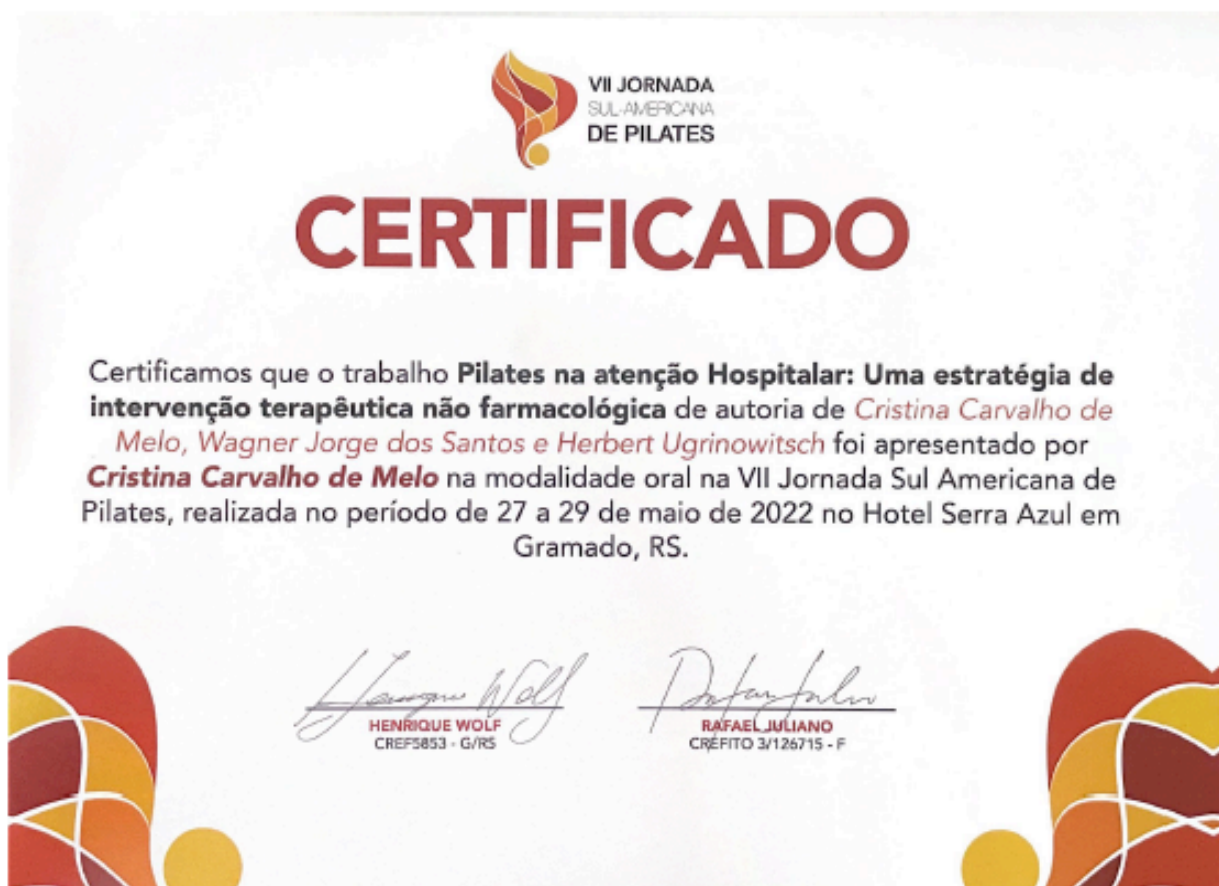 VII JORNADA
SUL-AMERICANA
DE PILATES
CERTIFICADO
Certificamos que o trabalho Pilates na atenção Hospitalar: Uma estratégia de
intervenção terapêutica não farmacológica de autoria de Cristina Carvalho de
Melo, Wagner Jorge dos Santos e Herbert Ugrinowitsch foi apresentado por
Cristina Carvalho de Melo na modalidade oral na VII Jornada Sul Americana de
Pilates, realizada no período de 27 a 29 de maio de 2022 no Hotel Serra Azul em
Gramado, RS.
Henrique Wolf
HENRIQUE WOLF
CREF5853 - G/RS
RAFAEL JULIANO
CREFITO 3/126715 - F